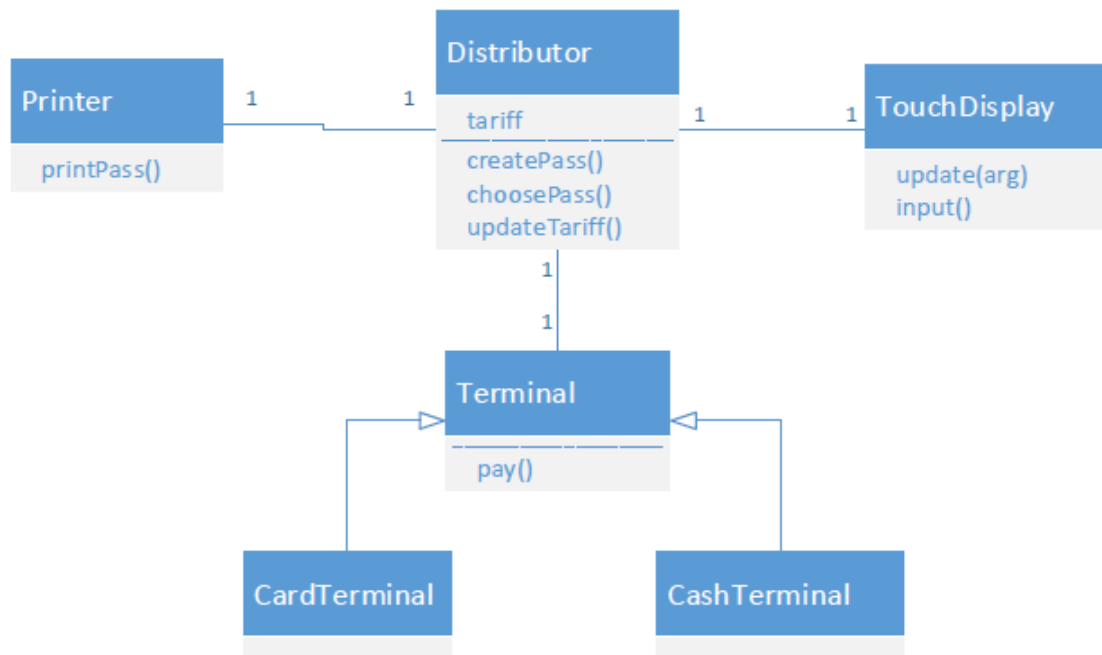 Distributor
tariff
createPass()
choosePass()
updateTariff()
Printer
printPass()
1
1
TouchDisplay
update(arg)
input()
1
1
1
1
Terminal
pay()
CardTerminal
CashTerminal